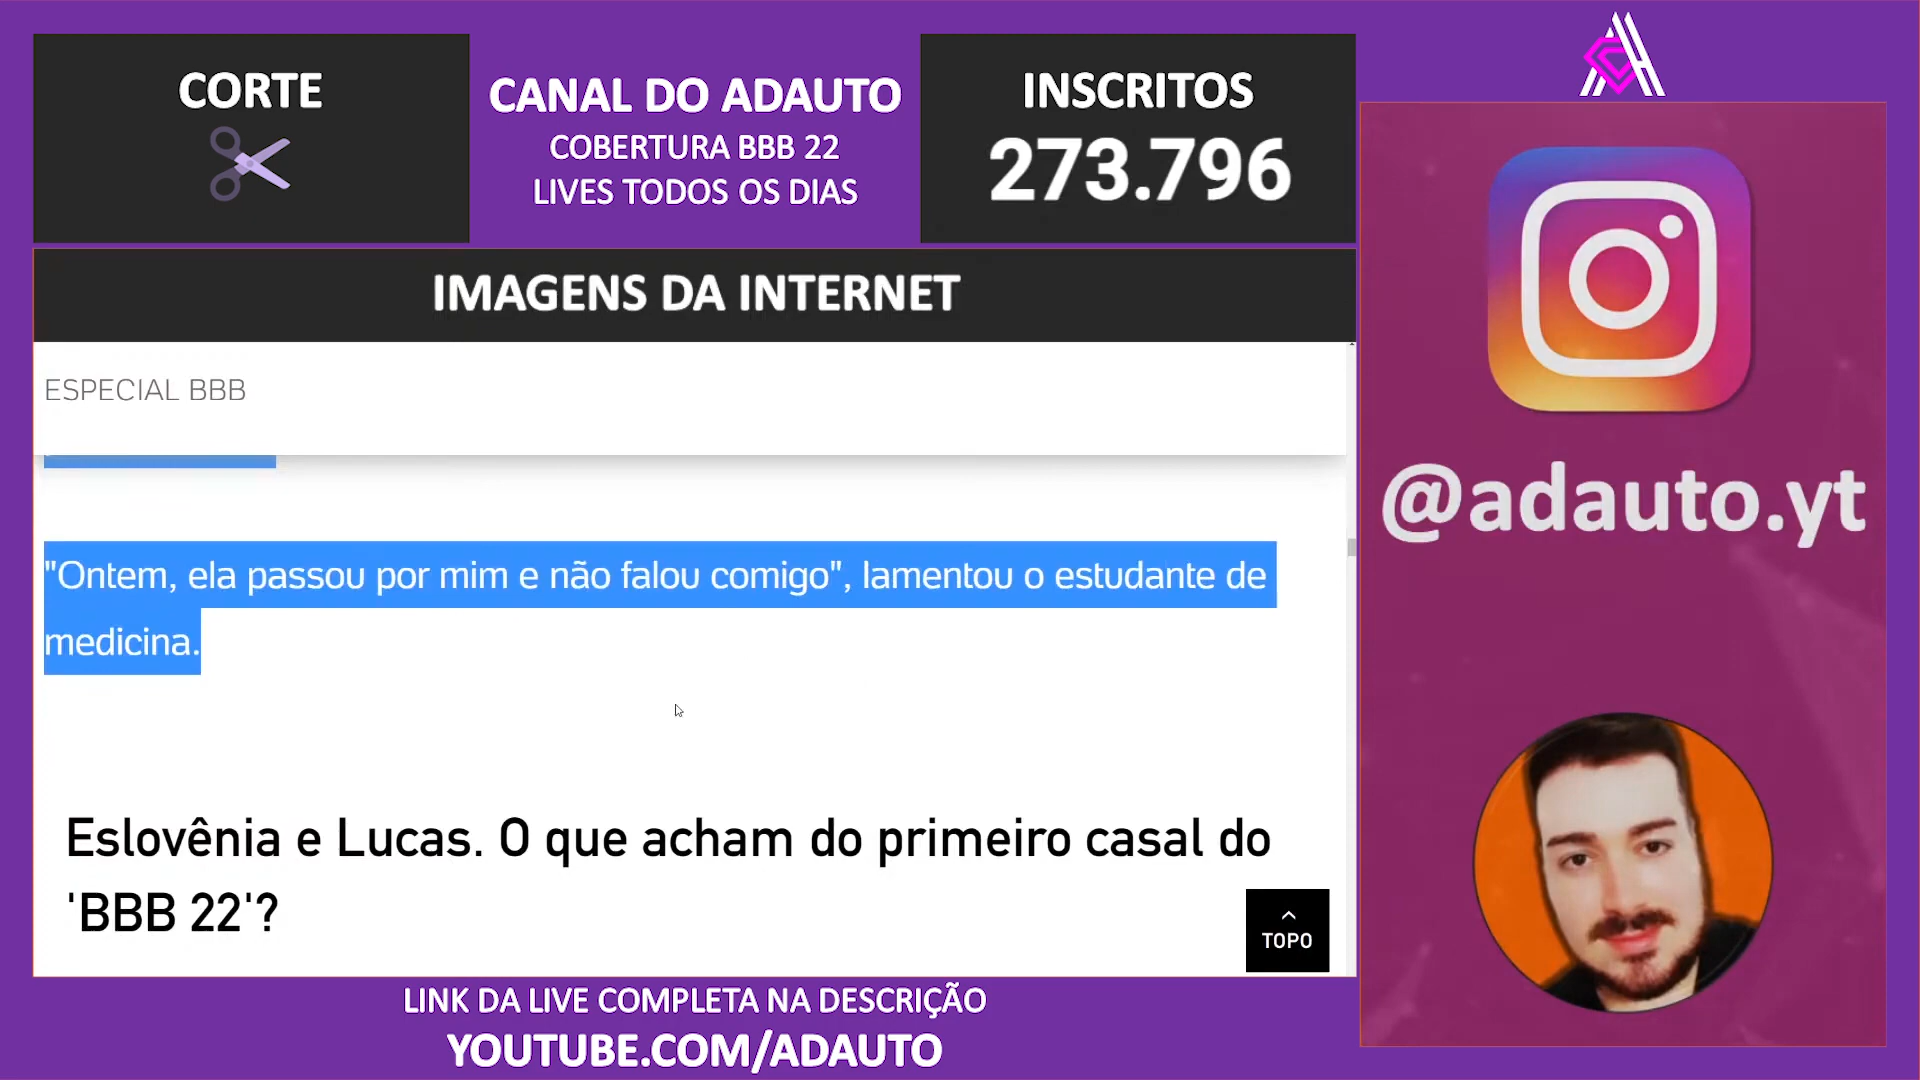 CORTE
CANAL DO ADAUTO
COBERTURA BBB 22
LIVES TODOS OS DIAS
INSCRITOS
273.796
IMAGENS DA INTERNET
ESPECIAL BBB
"Ontem, ela passou por mim e não falou comigo", lamentou o estudante de
medicina.
Eslovênia e Lucas. O que acham do primeiro casal do
'BBB 22'?
TOPO
LINK DA LIVE COMPLETA NA DESCRIÇÃO
YOUTUBE.COM/ADAUTO
@adauto.yt